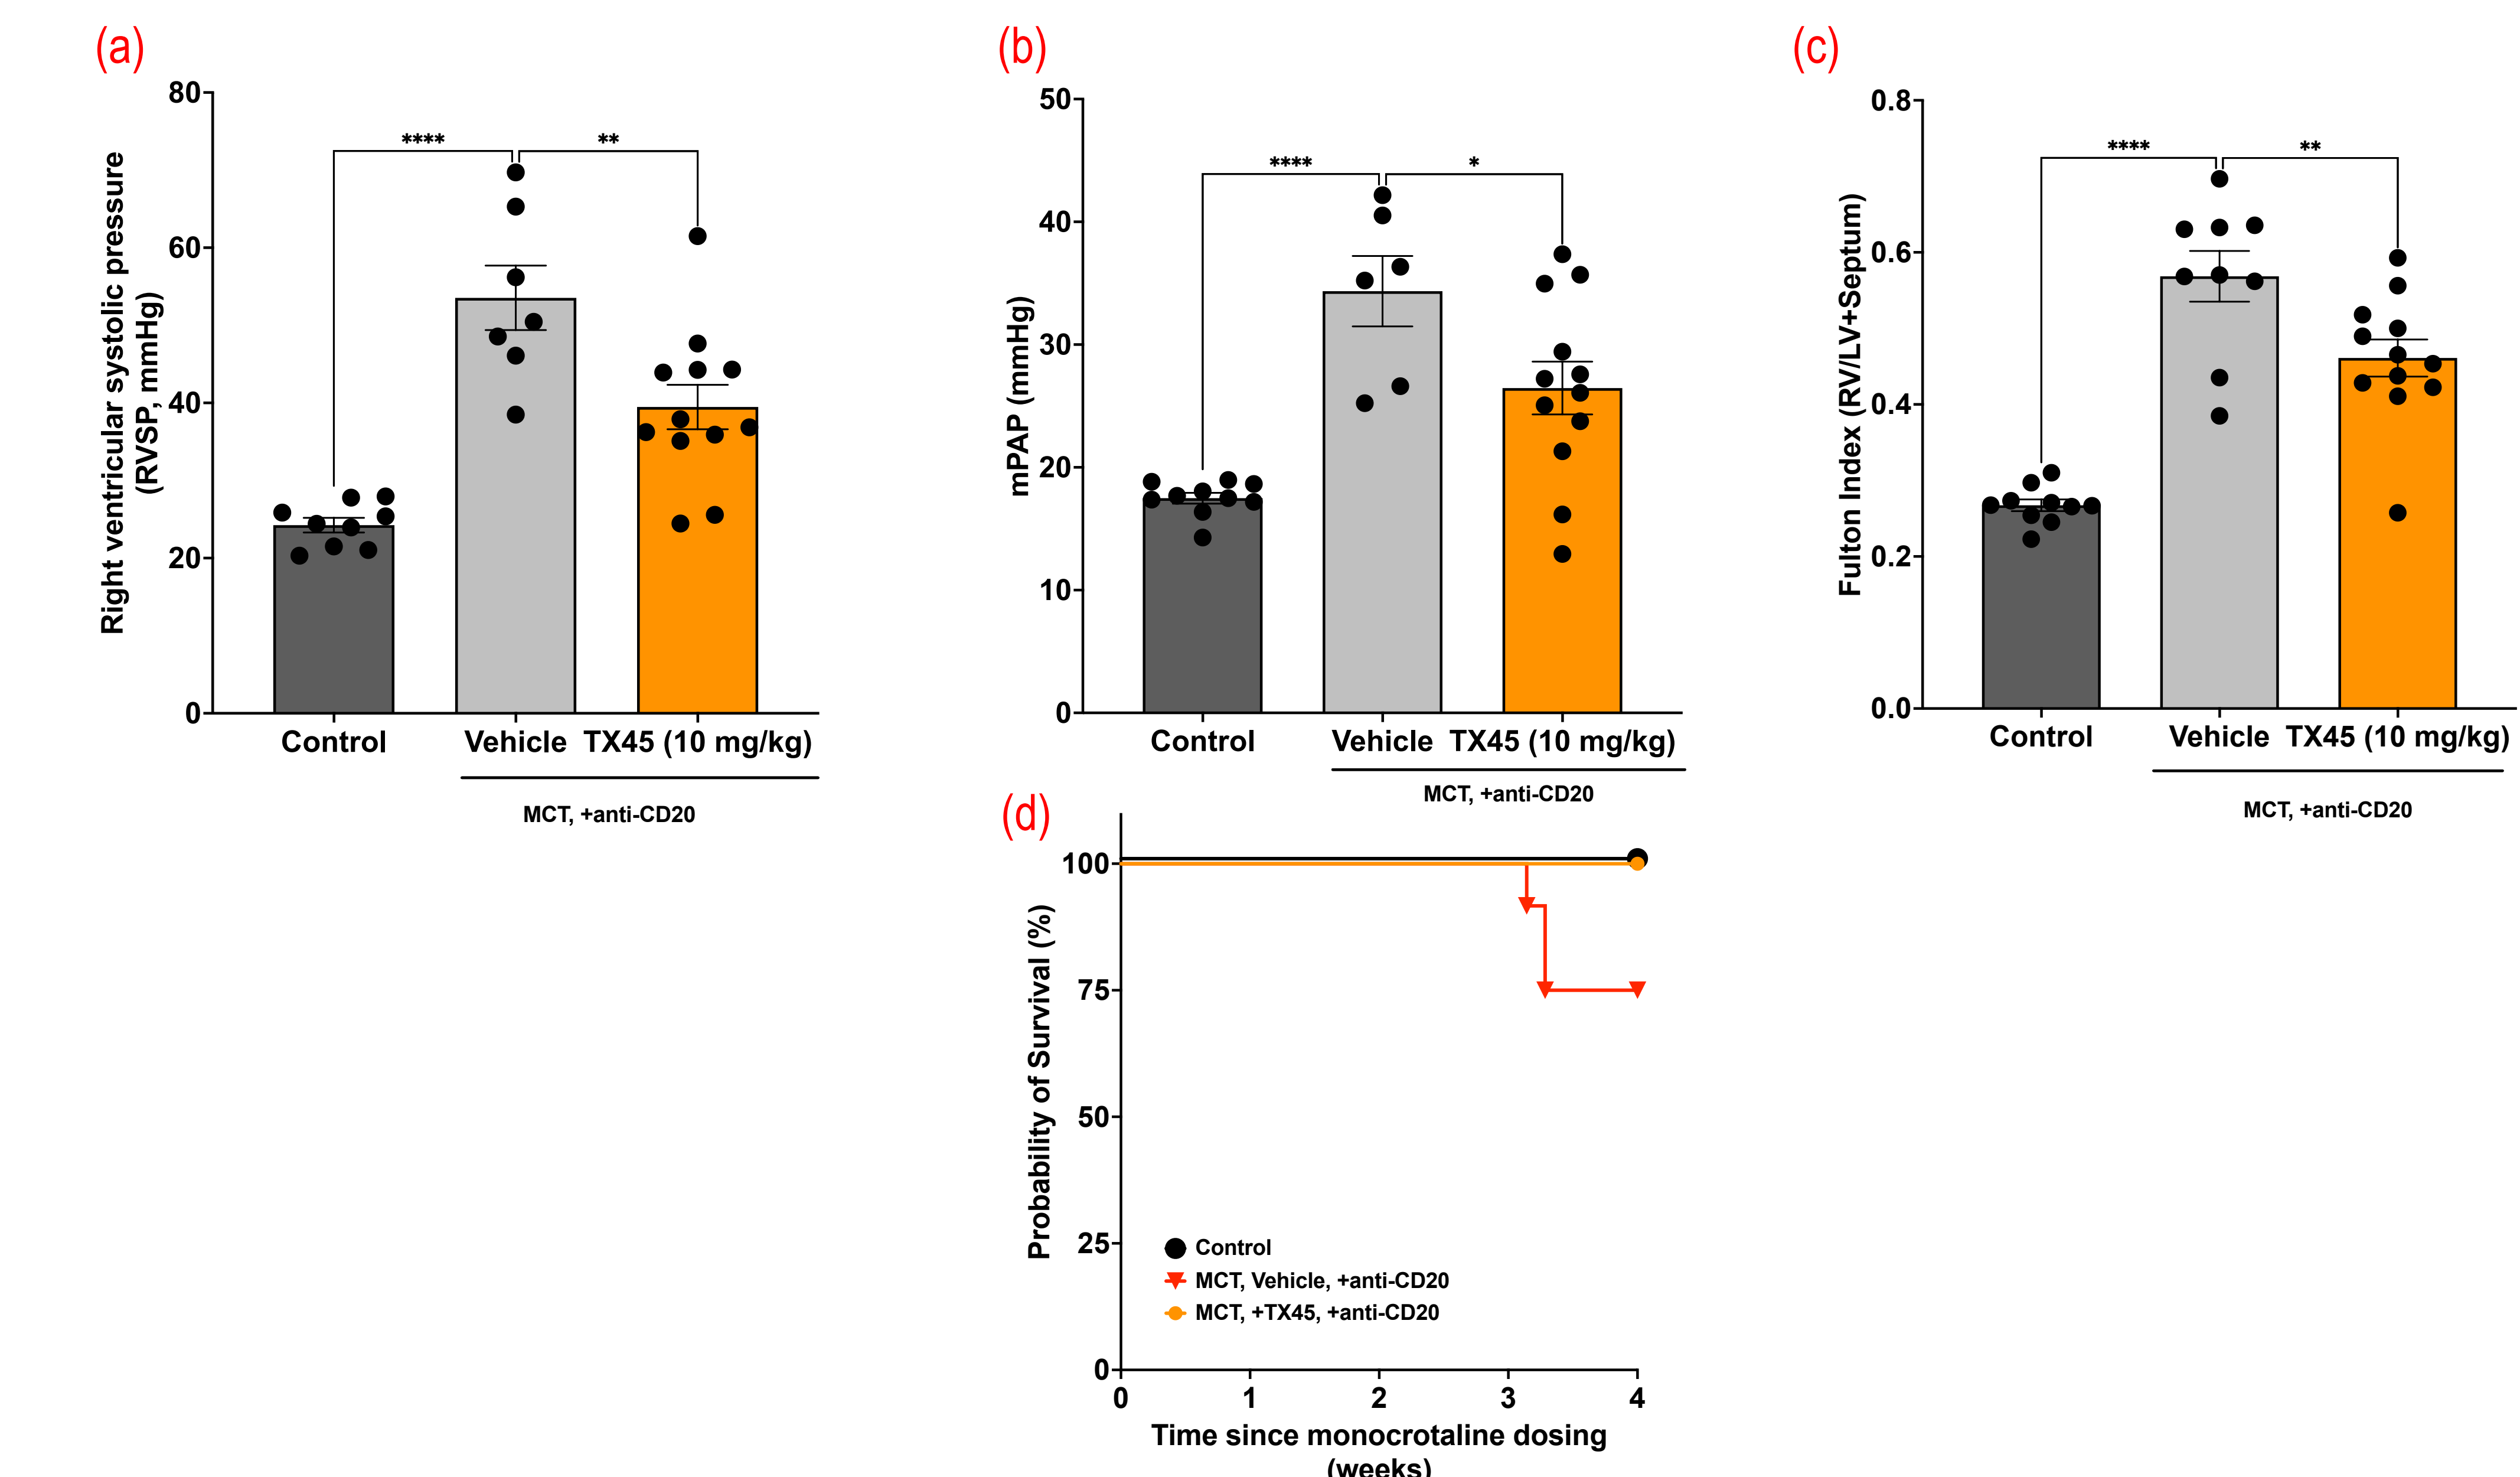 (a)
80
60
40
20
0
Right ventricular systolic pressure
(RVSP, mmHg)
****
**
Control
Vehicle
TX45 (10 mg/kg)
MCT, +anti-CD20
(b)
50
40
30
20
10
0
mPAP (mmHg)
****
*
Control
Vehicle
TX45 (10 mg/kg)
MCT, +anti-CD20
(c)
0.8
0.6
0.4
0.2
0.0
Fulton Index (RV/LV+Septum)
****
**
Control
Vehicle
TX45 (10 mg/kg)
MCT, +anti-CD20
(d)
100
75
50
25
0
Probability of Survival (%)
Control
MCT, Vehicle, +anti-CD20
MCT, +TX45, +anti-CD20
0
1
2
3
4
Time since monocrotaline dosing
(weeks)